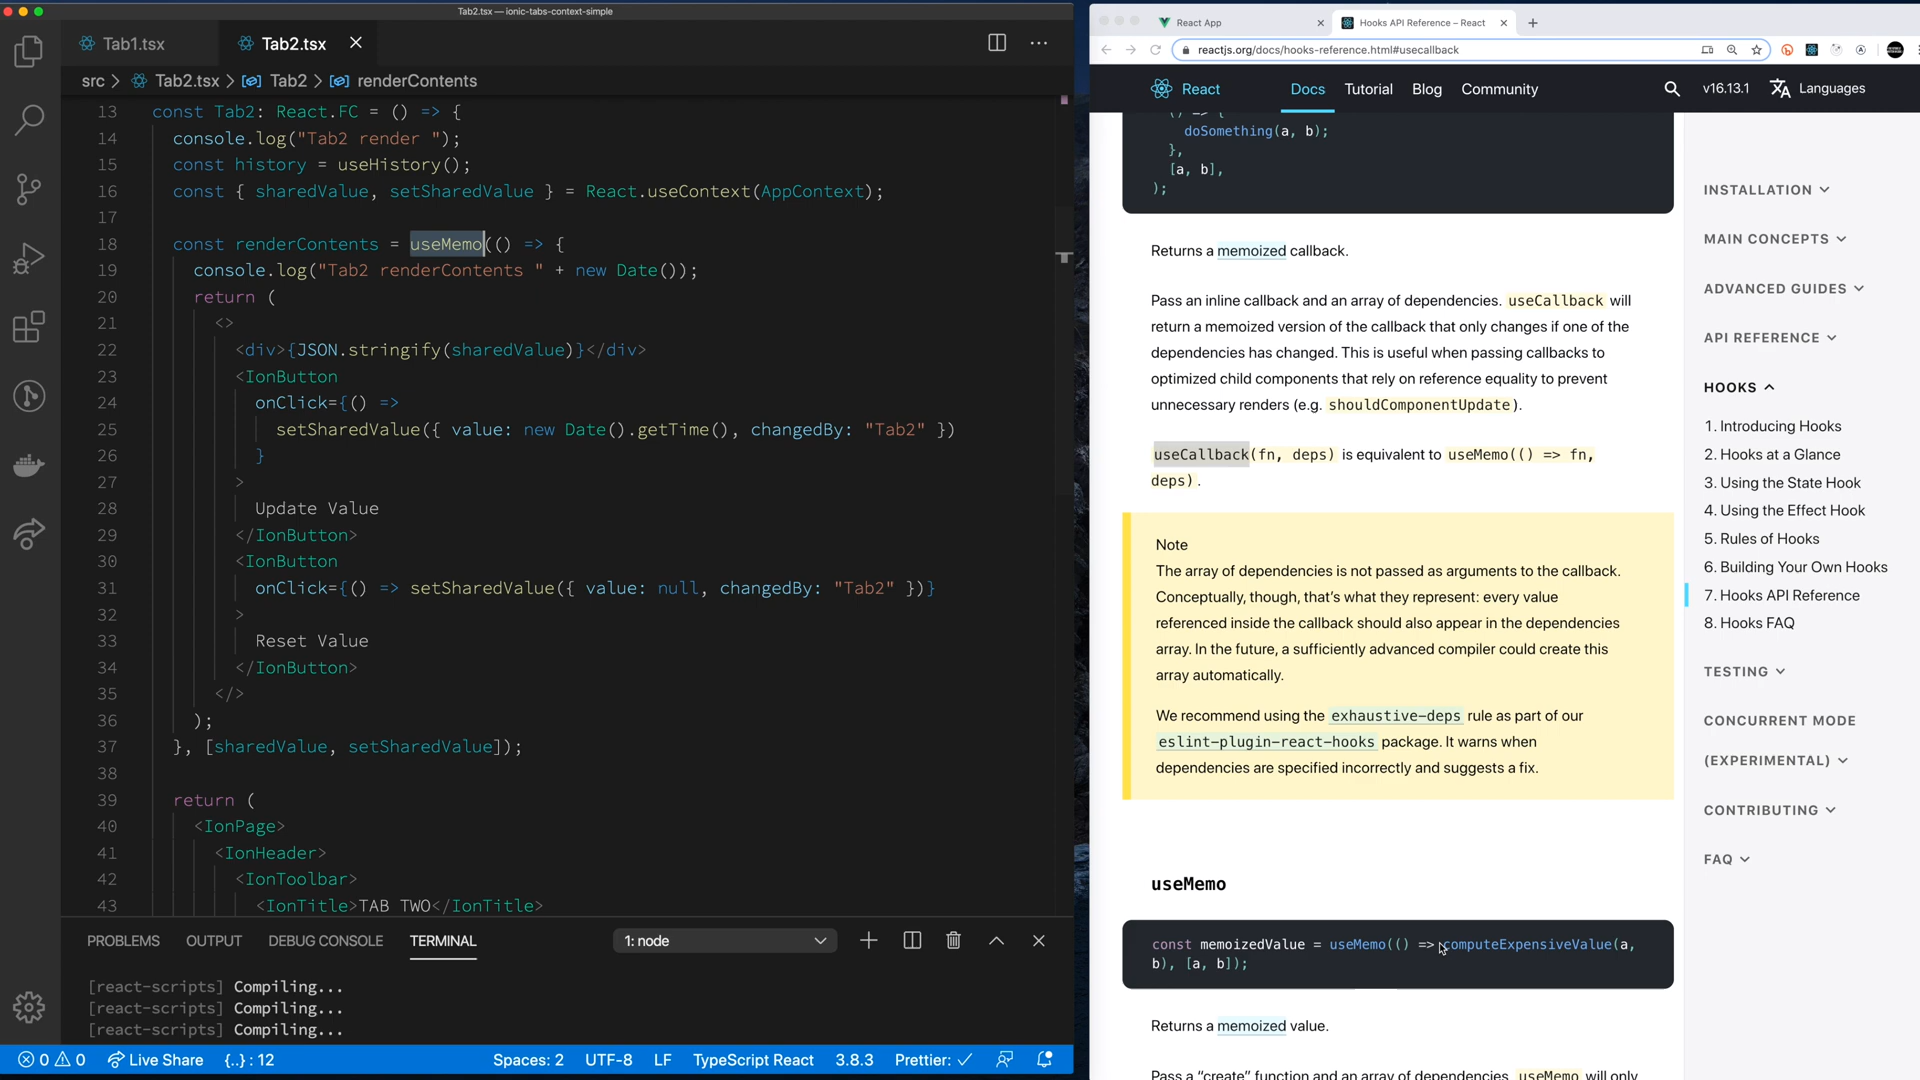 Tab2.tsx — ionic-tabs-context-simple
Tab1.tsx
Tab2.tsx
src > Tab2.tsx > Tab2 > renderContents
13 const Tab2: React.FC = () => {
14 console.log("Tab2 render ");
15 const history = useHistory();
16 const { sharedValue, setSharedValue } = React.useContext(AppContext);
17
18 const renderContents = useMemo(() => {
19 console.log("Tab2 renderContents " + new Date());
20 return (
21 <>
22 <div>{JSON.stringify(sharedValue)}</div>
23 <IonButton
24 onClick={() =>
25 setSharedValue({ value: new Date().getTime(), changedBy: "Tab2" })
26 }
27 >
28 Update Value
29 </IonButton>
30 <IonButton
31 onClick={() => setSharedValue({ value: null, changedBy: "Tab2" })}
32 >
33 Reset Value
34 </IonButton>
35 </>
36 );
37 }, [sharedValue, setSharedValue]);
38
39 return (
40 <IonPage>
41 <IonHeader>
42 <IonToolbar>
43 <IonTitle>TAB TWO</IonTitle>
PROBLEMS OUTPUT DEBUG CONSOLE TERMINAL 1: node
[react-scripts] Compiling...
[react-scripts] Compiling...
[react-scripts] Compiling...
0 0 Live Share {..} : 12 Spaces: 2 UTF-8 LF TypeScript React 3.8.3 Prettier: ✓
React App
Hooks API Reference – React
reactjs.org/docs/hooks-reference.html#usecallback
React Docs Tutorial Blog Community v16.13.1 Languages
() => {
doSomething(a, b);
},
[a, b],
);
Returns a memoized callback.
Pass an inline callback and an array of dependencies. useCallback will
return a memoized version of the callback that only changes if one of the
dependencies has changed. This is useful when passing callbacks to
optimized child components that rely on reference equality to prevent
unnecessary renders (e.g. shouldComponentUpdate).
useCallback(fn, deps) is equivalent to useMemo(() => fn,
deps).
Note
The array of dependencies is not passed as arguments to the callback.
Conceptually, though, that’s what they represent: every value
referenced inside the callback should also appear in the dependencies
array. In the future, a sufficiently advanced compiler could create this
array automatically.
We recommend using the exhaustive-deps rule as part of our
eslint-plugin-react-hooks package. It warns when
dependencies are specified incorrectly and suggests a fix.
useMemo
const memoizedValue = useMemo(() => computeExpensiveValue(a,
b), [a, b]);
Returns a memoized value.
Pass a “create” function and an array of dependencies. useMemo will only
INSTALLATION
MAIN CONCEPTS
ADVANCED GUIDES
API REFERENCE
HOOKS
1. Introducing Hooks
2. Hooks at a Glance
3. Using the State Hook
4. Using the Effect Hook
5. Rules of Hooks
6. Building Your Own Hooks
7. Hooks API Reference
8. Hooks FAQ
TESTING
CONCURRENT MODE
(EXPERIMENTAL)
CONTRIBUTING
FAQ